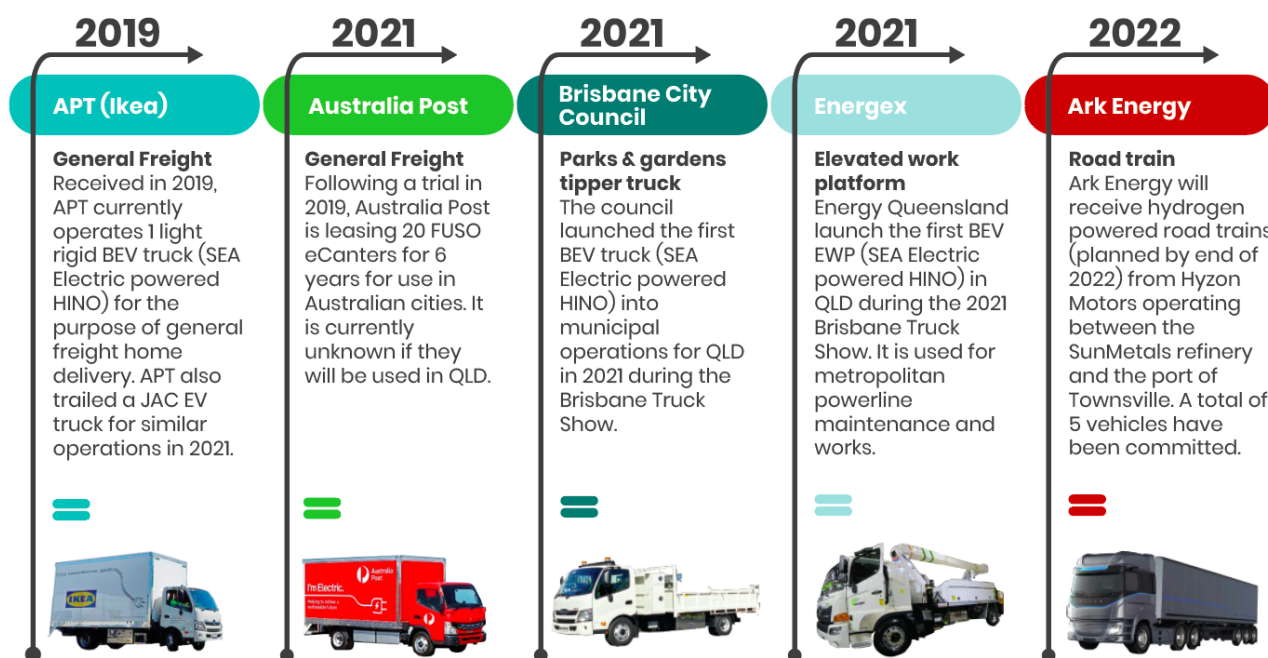 2019
APT (Ikea)
General Freight
Received in 2019,
APT currently
operates 1 light
rigid BEV truck (SEA
Electric powered
HINO) for the
purpose of general
freight home
delivery. APT also
trailed a JAC EV
truck for similar
operations in 2021.
IKEA
2021
Australia Post
General Freight
Following a trial in
2019, Australia Post
is leasing 20 FUSO
eCanters for 6
years for use in
Australian cities. It
is currently
unknown if they
will be used in QLD.
I'm Electric.
Helping to deliver a
sustainable future
Australia
Post
2021
Brisbane City
Council
Parks & gardens
tipper truck
The council
launched the first
BEV truck (SEA
Electric powered
HINO) into
municipal
operations for QLD
in 2021 during the
Brisbane Truck
Show.
2021
Energex
Elevated work
platform
Energy Queensland
launch the first BEV
EWP (SEA Electric
powered HINO) in
QLD during the 2021
Brisbane Truck
Show. It is used for
metropolitan
powerline
maintenance and
works.
2022
Ark Energy
Road train
Ark Energy will
receive hydrogen
powered road trains
(planned by end of
2022) from Hyzon
Motors operating
between the
SunMetals refinery
and the port of
Townsville. A total of
5 vehicles have
been committed.